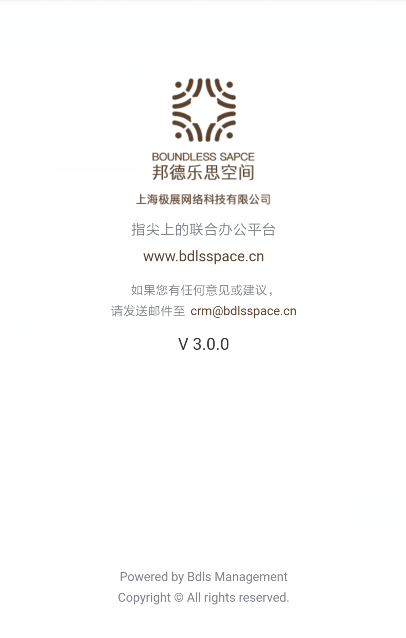 BOUNDLESS SAPCE
邦德乐思空间
上海极展网络科技有限公司
指尖上的联合办公平台
www.bdlsspace.cn
如果您有任何意见或建议，
请发送邮件至 crm@bdlsspace.cn
V 3.0.0
Powered by Bdls Management
Copyright © All rights reserved.